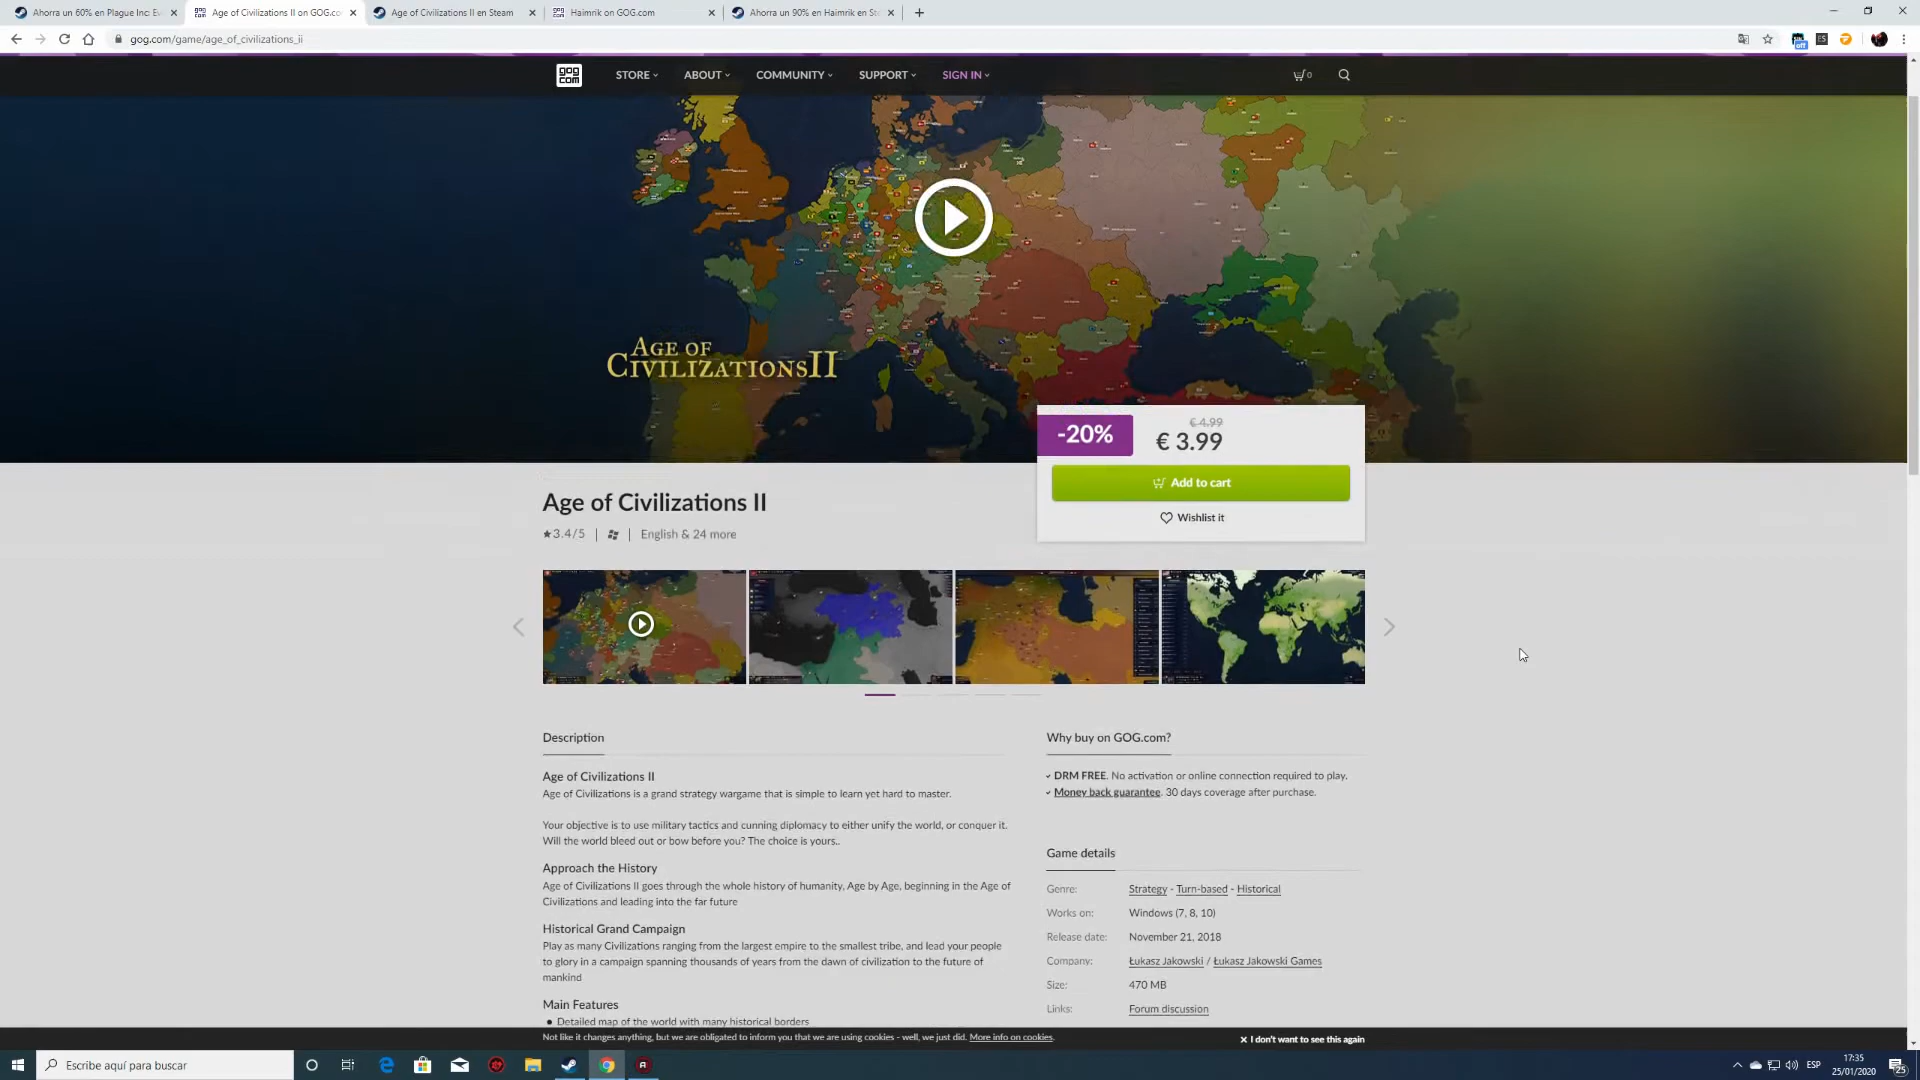 Ahorra un 60% en Plague Inc: Ev
Age of Civilizations II on GOG.co
Age of Civilizations II en Steam
Haimrik on GOG.com
Ahorra un 90% en Haimrik en St
gog.com/game/age_of_civilizations_ii
ES
off
gog com
STORE
ABOUT
COMMUNITY
SUPPORT
SIGN IN
0
AGE OF
CIVILIZATIONS II
-20%
€ 4.99
€ 3.99
Add to cart
Wishlist it
Age of Civilizations II
3.4/5 | | English & 24 more
Description
Age of Civilizations II
Age of Civilizations is a grand strategy wargame that is simple to learn yet hard to master.
Your objective is to use military tactics and cunning diplomacy to either unify the world, or conquer it.
Will the world bleed out or bow before you? The choice is yours..
Approach the History
Age of Civilizations II goes through the whole history of humanity, Age by Age, beginning in the Age of
Civilizations and leading into the far future
Historical Grand Campaign
Play as many Civilizations ranging from the largest empire to the smallest tribe, and lead your people
to glory in a campaign spanning thousands of years from the dawn of civilization to the future of
mankind
Main Features
• Detailed map of the world with many historical borders
Why buy on GOG.com?
DRM FREE. No activation or online connection required to play.
Money back guarantee. 30 days coverage after purchase.
Game details
Genre: Strategy - Turn-based - Historical
Works on: Windows (7, 8, 10)
Release date: November 21, 2018
Company: Łukasz Jakowski / Łukasz Jakowski Games
Size: 470 MB
Links: Forum discussion
Not like it changes anything, but we are obligated to inform you that we are using cookies - well, we just did. More info on cookies.
I don't want to see this again
Escribe aquí para buscar
ESP
17:35
25/01/2020
25